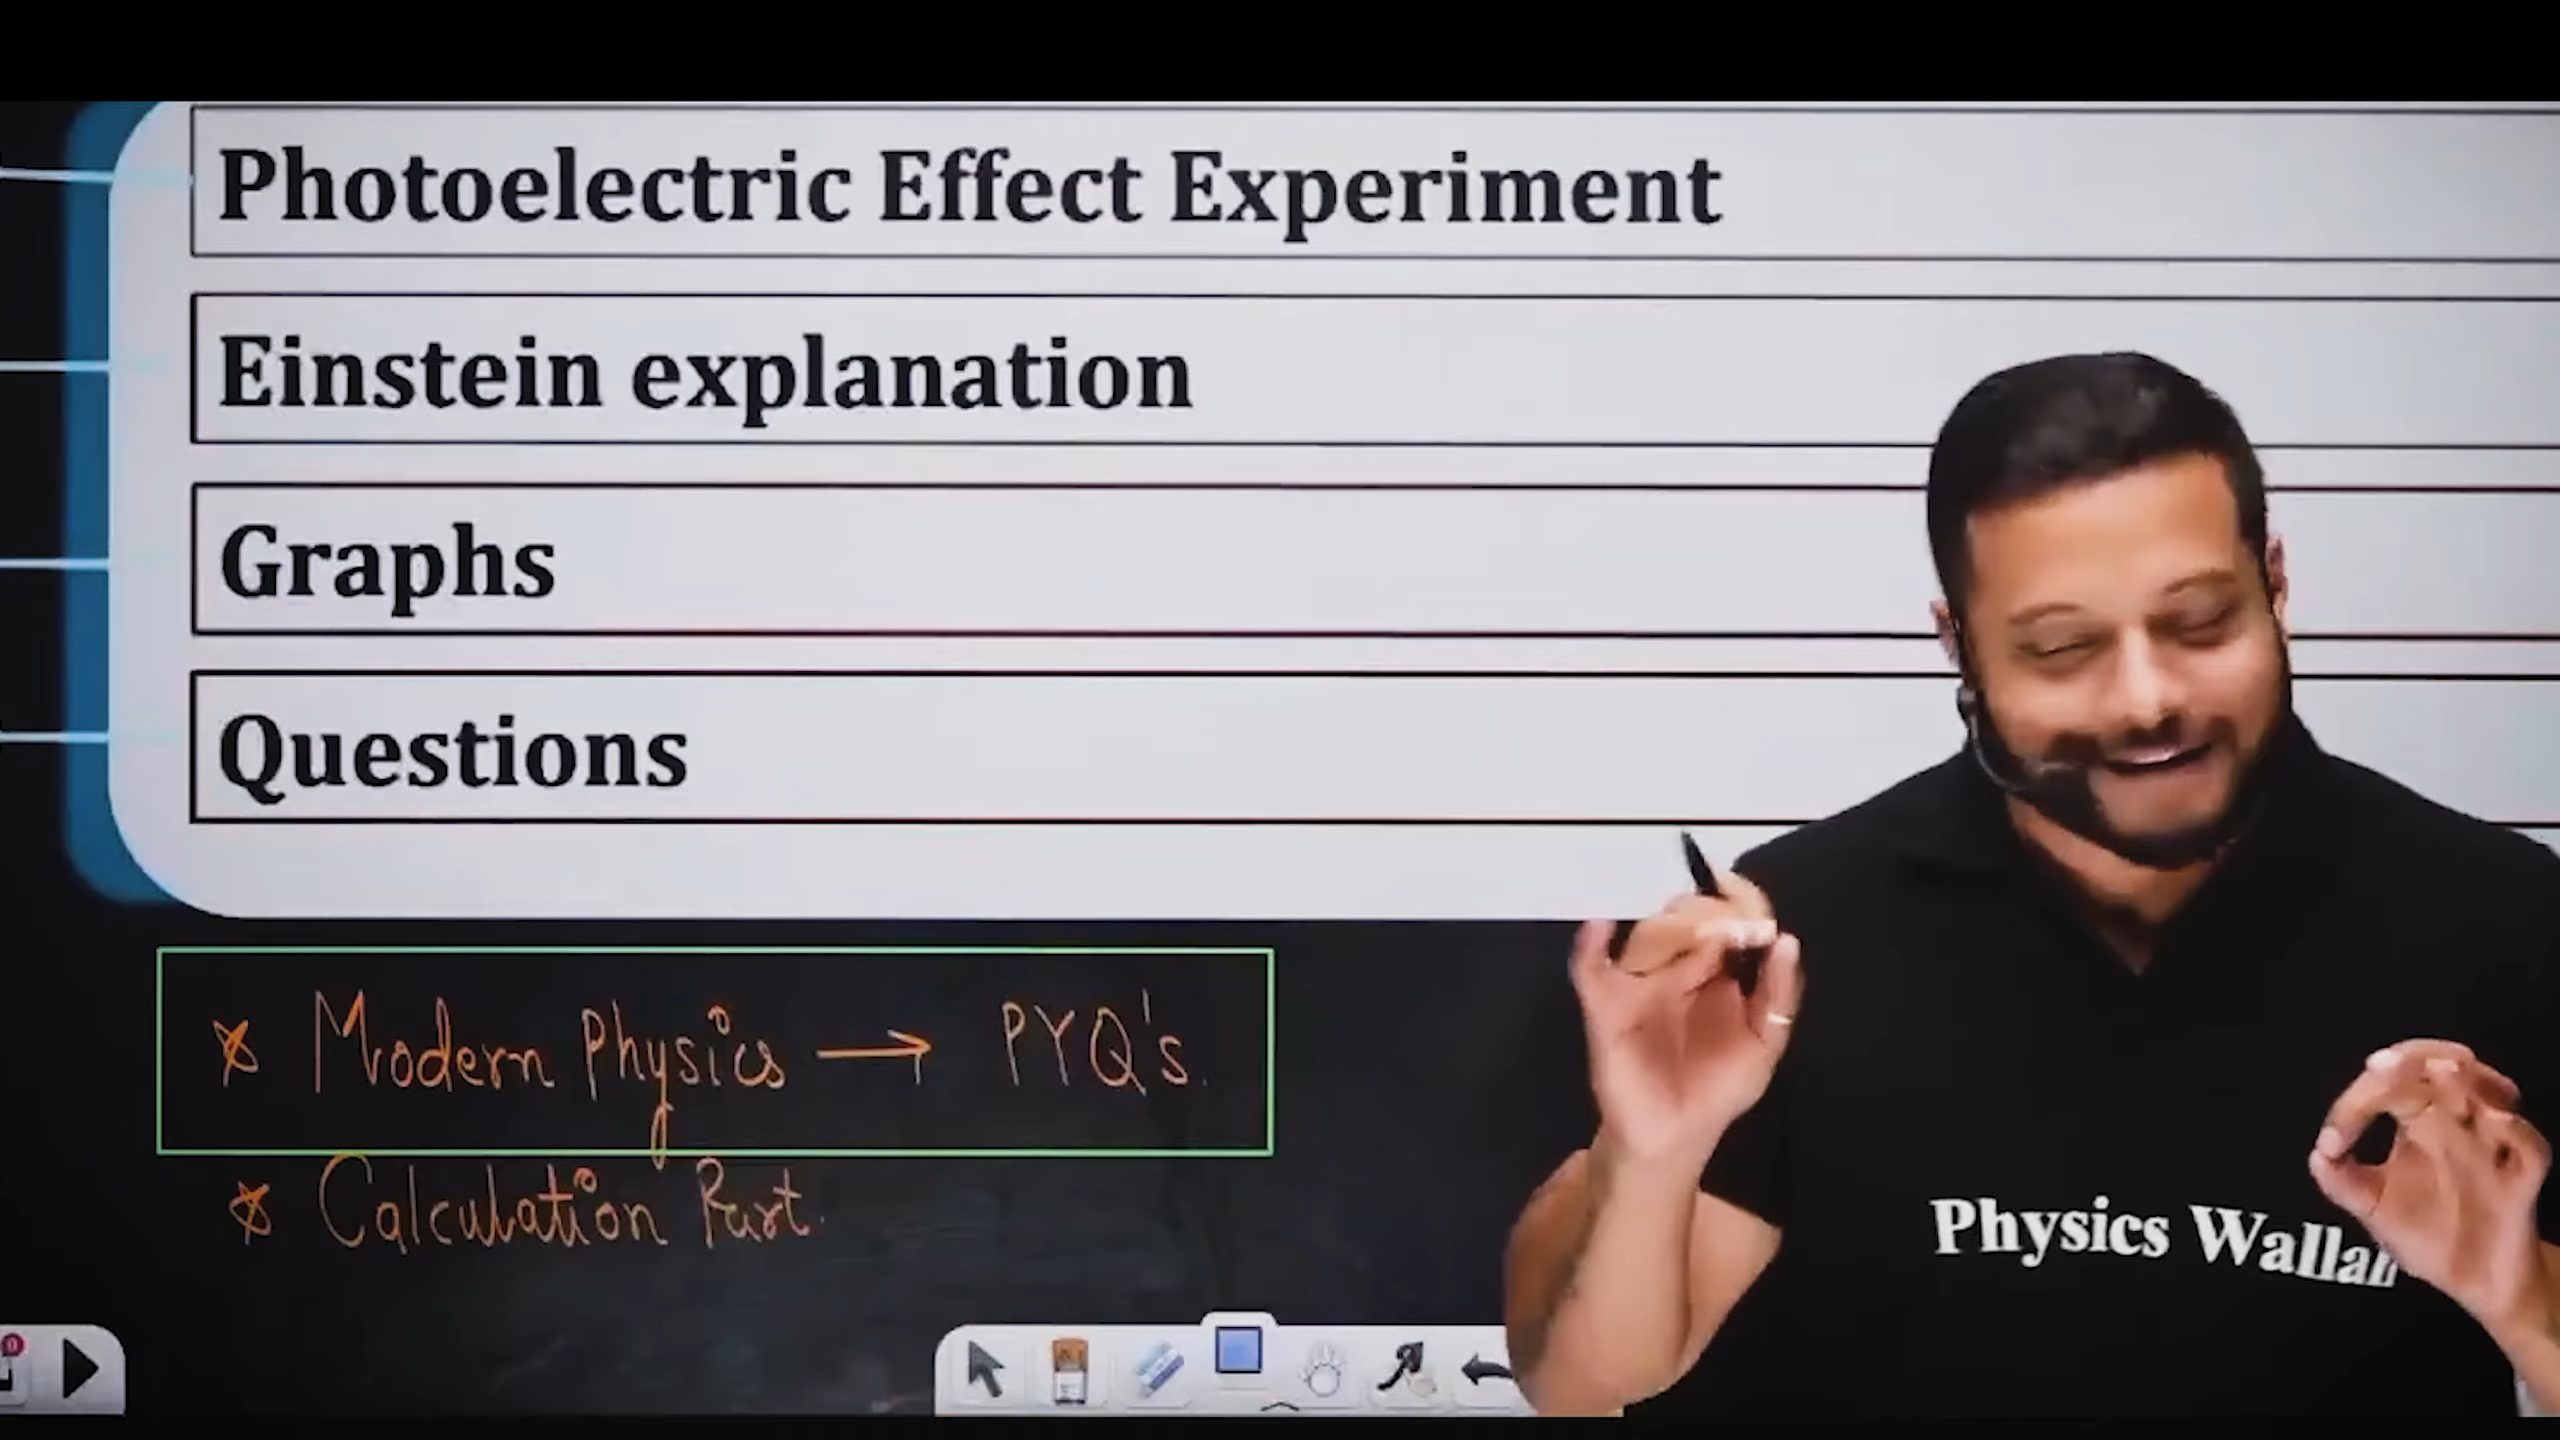 Photoelectric Effect Experiment
Einstein explanation
Graphs
Questions
* Modern Physics → PYQ's.
* Calculation Part.
Physics Wallah